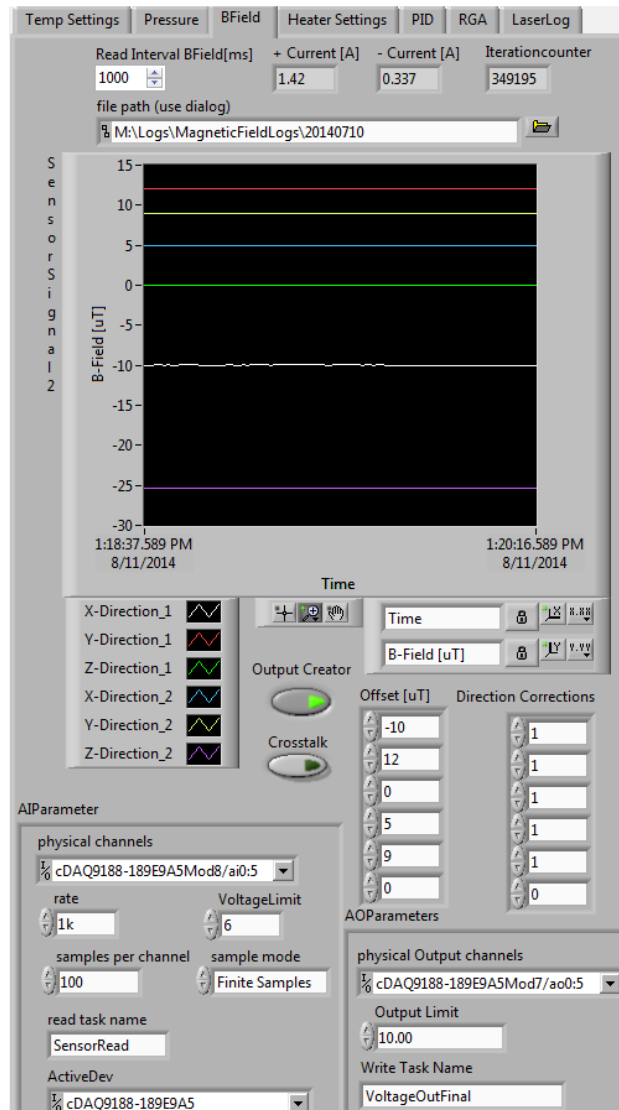 Temp Settings Pressure BField Heater Settings PID RGA LaserLog
Read Interval BField[ms] + Current [A] - Current [A] Iterationcounter
1000 1.42 0.337 349195
file path (use dialog)
M:\Logs\MagneticFieldLogs\20140710
SensorSignal2
B-Field [uT]
15
10
5
0
-5
-10
-15
-20
-25
-30
1:18:37.589 PM 1:20:16.589 PM
8/11/2014 8/11/2014
Time
X-Direction_1
Y-Direction_1
Z-Direction_1
X-Direction_2
Y-Direction_2
Z-Direction_2
Time X X.XX
B-Field [uT] Y Y.YY
Output Creator
Crosstalk
Offset [uT] Direction Corrections
-10 1
12 1
0 1
5 1
9 1
0 0
AIParameter
physical channels
cDAQ9188-189E9A5Mod8/ai0:5
rate VoltageLimit
1k 6
samples per channel sample mode
100 Finite Samples
read task name
SensorRead
ActiveDev
cDAQ9188-189E9A5
AOParameters
physical Output channels
cDAQ9188-189E9A5Mod7/ao0:5
Output Limit
10.00
Write Task Name
VoltageOutFinal